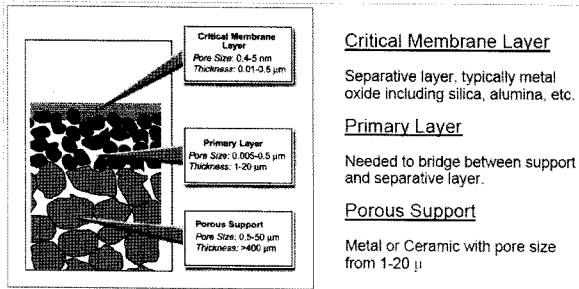 Critical Membrane
Layer
Pore Size: 0.4-5 nm
Thickness: 0.01-0.5 µm
Primary Layer
Pore Size: 0.005-0.5 µm
Thickness: 1-20 µm
Porous Support
Pore Size: 0.5-50 µm
Thickness: >400 µm
Critical Membrane Layer
Separative layer, typically metal
oxide including silica, alumina, etc.
Primary Layer
Needed to bridge between support
and separative layer.
Porous Support
Metal or Ceramic with pore size
from 1-20 µ